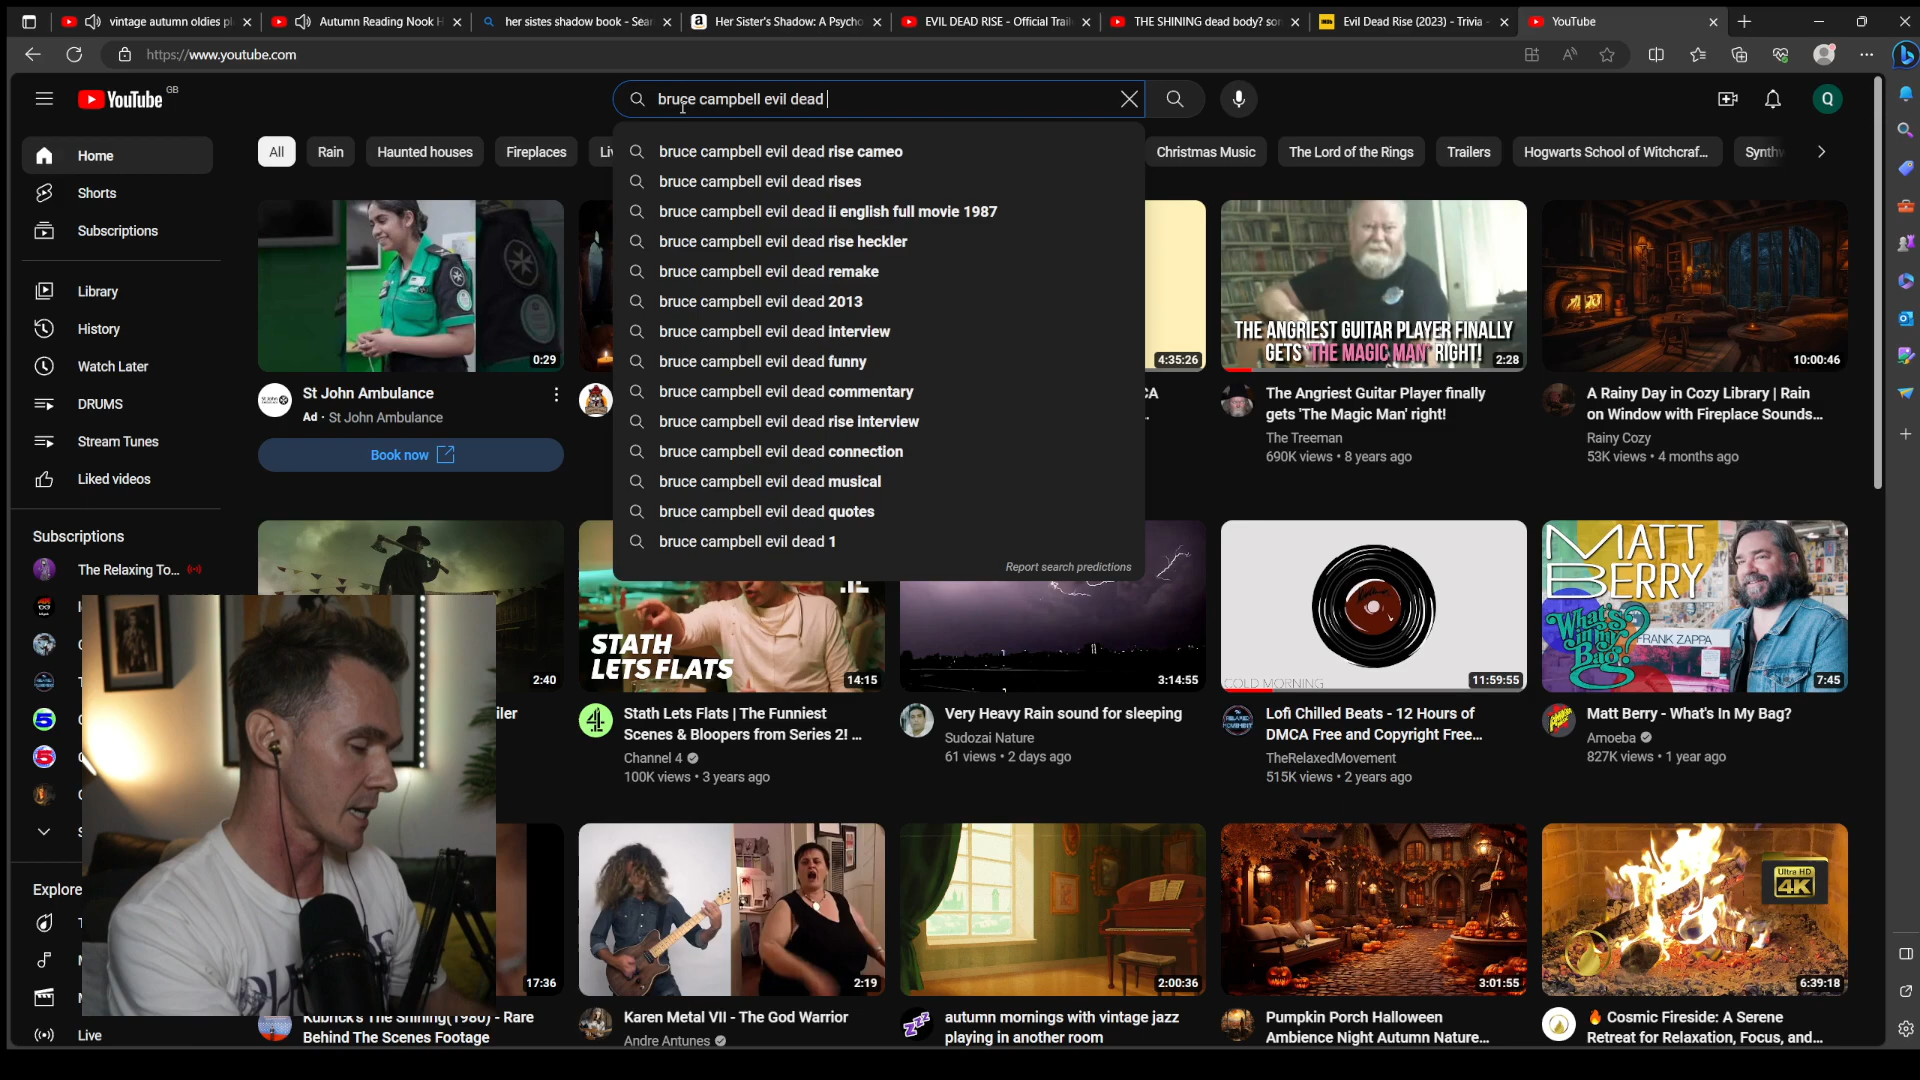 vintage autumn oldies pl
Autumn Reading Nook H
her sistes shadow book - Sear
Her Sister's Shadow: A Psycho
EVIL DEAD RISE - Official Trail
THE SHINING dead body? son
Evil Dead Rise (2023) - Trivia -
YouTube
https://www.youtube.com
YouTube GB
bruce campbell evil dead
Q
All
Rain
Haunted houses
Fireplaces
Christmas Music
The Lord of the Rings
Trailers
Hogwarts School of Witchcraf...
bruce campbell evil dead rise cameo
bruce campbell evil dead rises
bruce campbell evil dead ii english full movie 1987
bruce campbell evil dead rise heckler
bruce campbell evil dead remake
bruce campbell evil dead 2013
bruce campbell evil dead interview
bruce campbell evil dead funny
bruce campbell evil dead commentary
bruce campbell evil dead rise interview
bruce campbell evil dead connection
bruce campbell evil dead musical
bruce campbell evil dead quotes
bruce campbell evil dead 1
Report search predictions
Home
Shorts
Subscriptions
Library
History
Watch Later
DRUMS
Stream Tunes
Liked videos
Subscriptions
The Relaxing To...
Explore
Live
0:29
St John Ambulance
Ad · St John Ambulance
Book now
4:35:26
THE ANGRIEST GUITAR PLAYER FINALLY
GETS 'THE MAGIC MAN' RIGHT!
2:28
The Angriest Guitar Player finally
gets 'The Magic Man' right!
The Treeman
690K views • 8 years ago
10:00:46
A Rainy Day in Cozy Library | Rain
on Window with Fireplace Sounds...
Rainy Cozy
53K views • 4 months ago
2:40
iler
STATH
LETS FLATS
14:15
Stath Lets Flats | The Funniest
Scenes & Bloopers from Series 2! ...
Channel 4
100K views • 3 years ago
3:14:55
Very Heavy Rain sound for sleeping
Sudozai Nature
61 views • 2 days ago
COLD MORNING
11:59:55
Lofi Chilled Beats - 12 Hours of
DMCA Free and Copyright Free...
TheRelaxedMovement
515K views • 2 years ago
MATT
BERRY
What's
in my
Bag?
FRANK ZAPPA
7:45
Matt Berry - What's In My Bag?
Amoeba
827K views • 1 year ago
17:36
Kubrick's The Shining(1980) - Rare
Behind The Scenes Footage
2:19
Karen Metal VII - The God Warrior
Andre Antunes
2:00:36
autumn mornings with vintage jazz
playing in another room
3:01:55
Pumpkin Porch Halloween
Ambience Night Autumn Nature...
Ultra HD
4K
6:39:18
Cosmic Fireside: A Serene
Retreat for Relaxation, Focus, and...